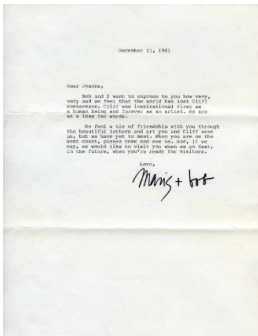 December 11, 1981
Dear Joanna,
Bob and I want to express to you how very,
very sad we feel that the world has lost Cliff
Westermann. Cliff was inspirational first as
a human being and forever as an artist. We are
at a loss for words.
We feel a tie of friendship with you through
the beautiful letters and art you and Cliff sent
us, but we have yet to meet. When you are on the
West coast, please come and see us. And, if we
may, we would like to visit you when we go East,
in the future, when you're ready for visitors.
Love,
+ bob